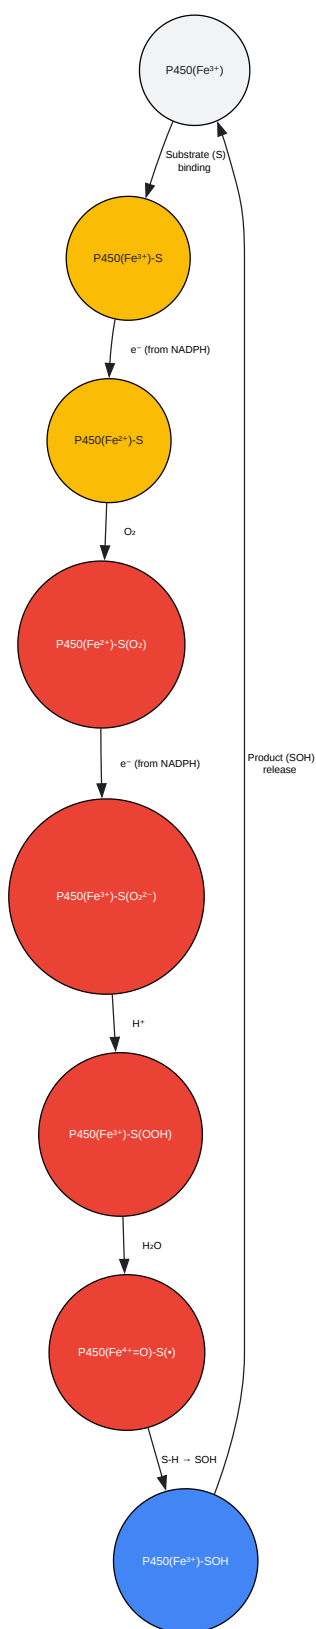 P450(Fe³⁺)
Substrate (S)
binding
P450(Fe³⁺)-S
e⁻ (from NADPH)
P450(Fe²⁺)-S
O₂
P450(Fe²⁺)-S(O₂)
e⁻ (from NADPH)
Product (SOH)
release
P450(Fe³⁺)-S(O₂²⁻)
H⁺
P450(Fe³⁺)-S(OOH)
H₂O
P450(Fe⁴⁺=O)-S(•)
S-H → SOH
P450(Fe³⁺)-SOH